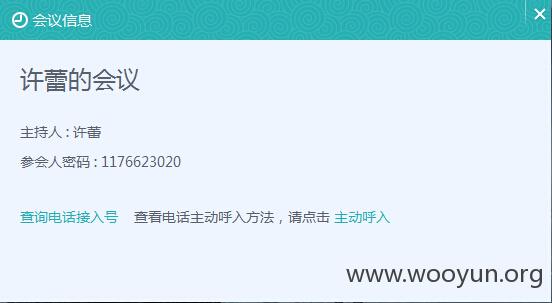 会议信息
许蕾的会议
主持人 : 许蕾
参会人密码 : 1176623020
查询电话接入号 查看电话主动呼入方法，请点击 主动呼入
www.wooyun.org